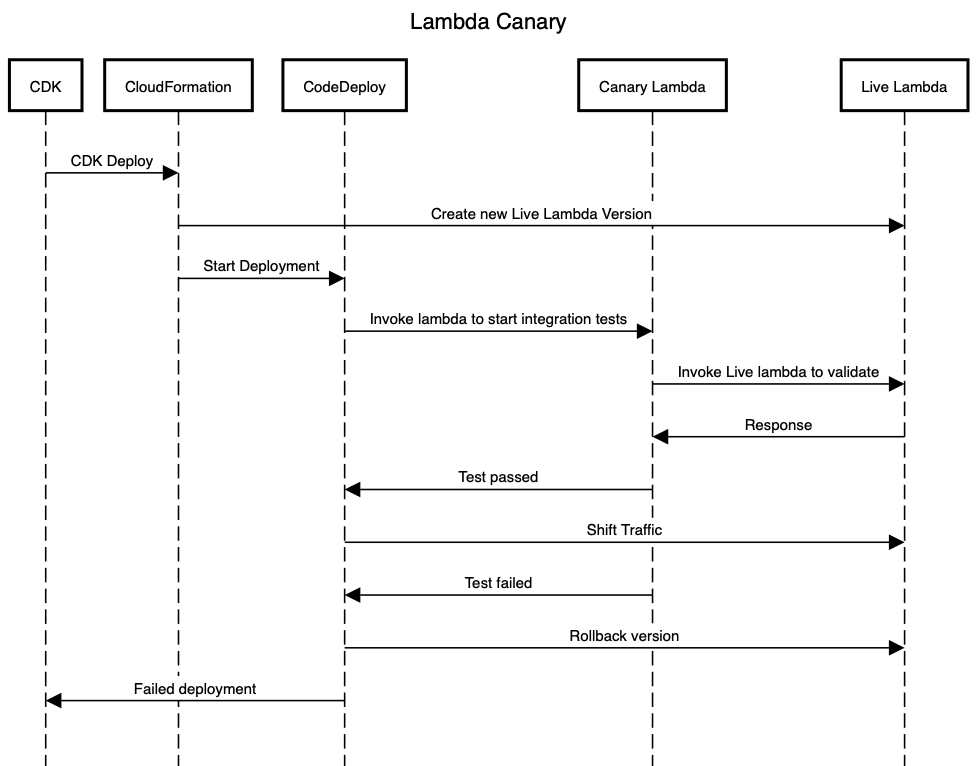 Lambda Canary
CDK
CloudFormation
CodeDeploy
Canary Lambda
Live Lambda
CDK Deploy
Create new Live Lambda Version
Start Deployment
Invoke lambda to start integration tests
Invoke Live lambda to validate
Response
Test passed
Shift Traffic
Test failed
Rollback version
Failed deployment